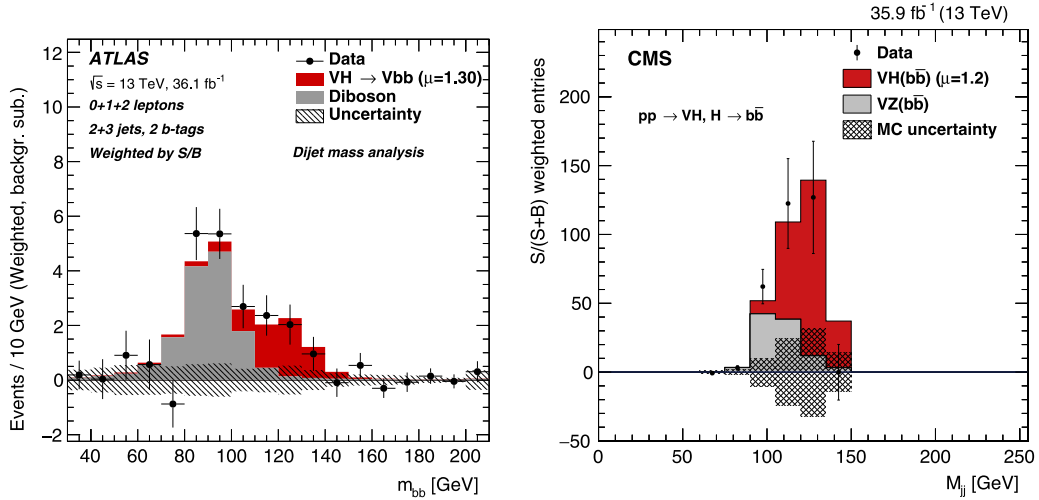 ATLAS
√s = 13 TeV, 36.1 fb⁻¹
0+1+2 leptons
2+3 jets, 2 b-tags
Weighted by S/B
Data
VH → Vbb (μ=1.30)
Diboson
Uncertainty
Dijet mass analysis
Events / 10 GeV (Weighted, backgr. sub.)
12
10
8
6
4
2
0
−2
40 60 80 100 120 140 160 180 200
m_bb [GeV]
35.9 fb⁻¹ (13 TeV)
CMS
pp → VH, H → bb̅
Data
VH(bb̅) (μ=1.2)
VZ(bb̅)
MC uncertainty
S/(S+B) weighted entries
200
150
100
50
0
−50
0 50 100 150 200 250
M_jj [GeV]